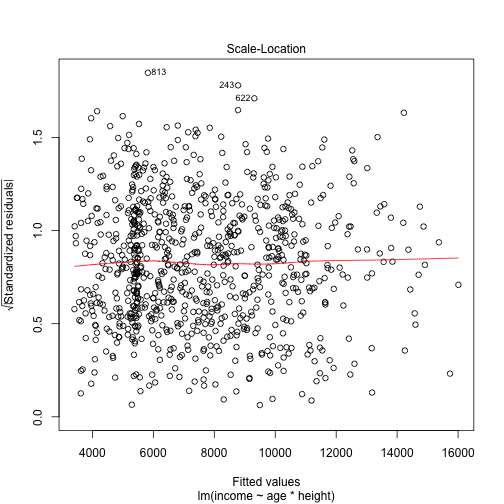 Scale-Location
813
243
622
√|Standardized residuals|
0.0
0.5
1.0
1.5
4000 6000 8000 10000 12000 14000 16000
Fitted values
lm(income ~ age * height)